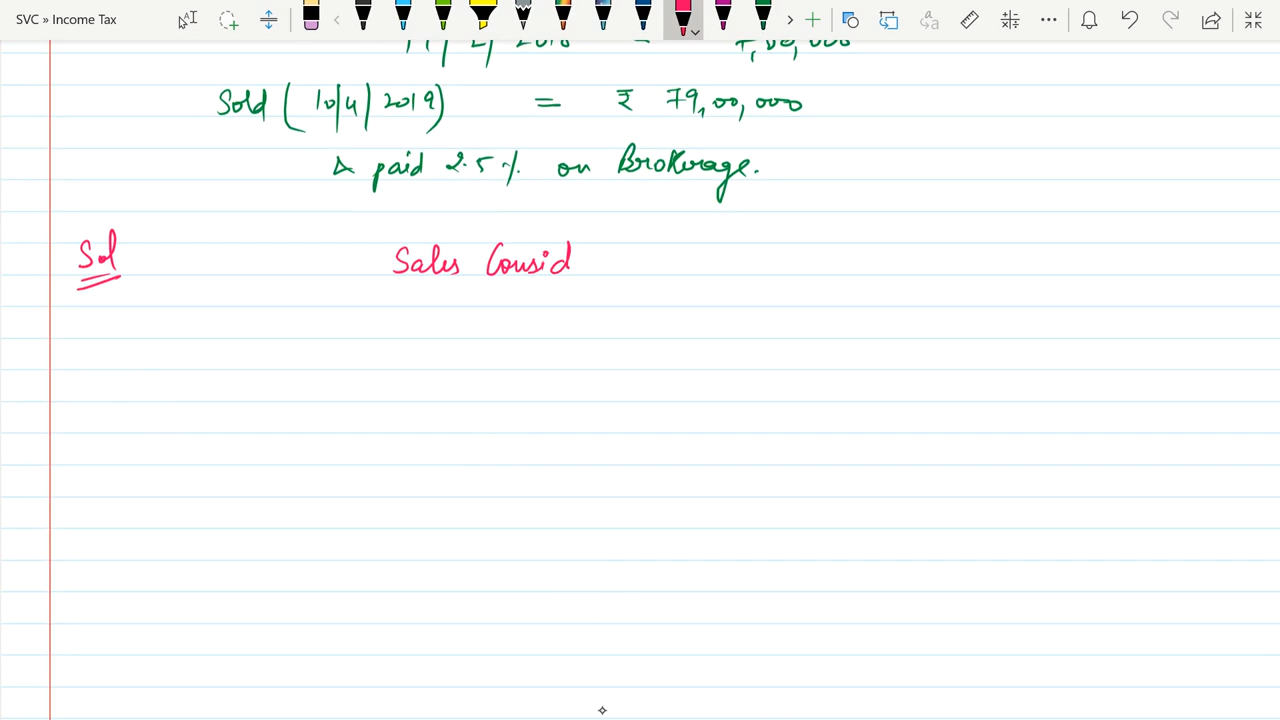 SVC » Income Tax
Sold ( 10/4/2019) = ₹ 79,00,000
& paid 2.5% on Brokerage.
Sol Sales Consid